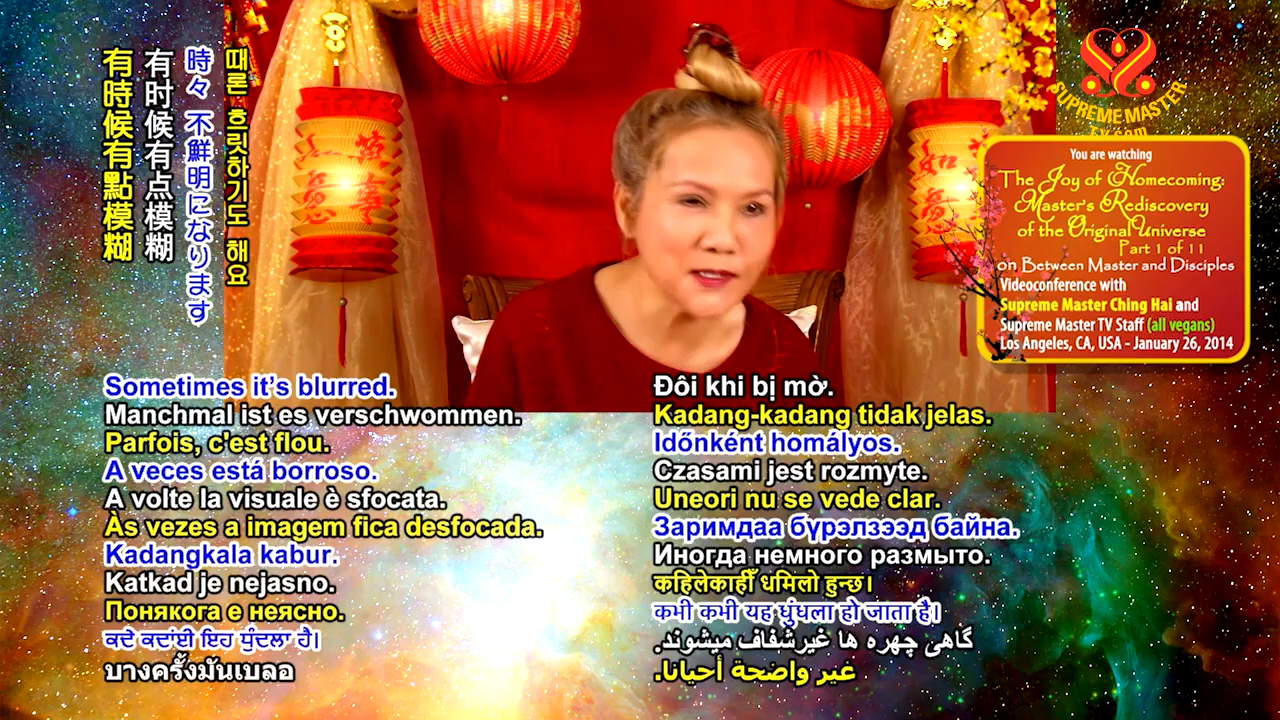 有時候有點模糊
有时候有点模糊
時々 不鮮明になります
때론 흐릿하기도 해요
SUPREME MASTER
TV.com
You are watching
The Joy of Homecoming:
Master's Rediscovery
of the Original Universe
Part 1 of 11
on Between Master and Disciples
Videoconference with
Supreme Master Ching Hai and
Supreme Master TV Staff (all vegans)
Los Angeles, CA, USA - January 26, 2014
Sometimes it's blurred.
Manchmal ist es verschwommen.
Parfois, c'est flou.
A veces está borroso.
A volte la visuale è sfocata.
Às vezes a imagem fica desfocada.
Kadangkala kabur.
Katkad je nejasno.
Понякога е неясно.
ਕਦੇ ਕਦਾਂਈ ਇਹ ਧੁੰਦਲਾ ਹੈ|
บางครั้งมันเบลอ
Đôi khi bị mờ.
Kadang-kadang tidak jelas.
Időnként homályos.
Czasami jest rozmyte.
Uneori nu se vede clar.
Заримдаа бүрэлзээд байна.
Иногда немного размыто.
कहिलेकाहीँ धमिलो हुन्छ।
कभी कभी यह धुंधला हो जाता है।
گاهی چهره ها غیرشفاف میشوند.
غير واضحة أحيانا.